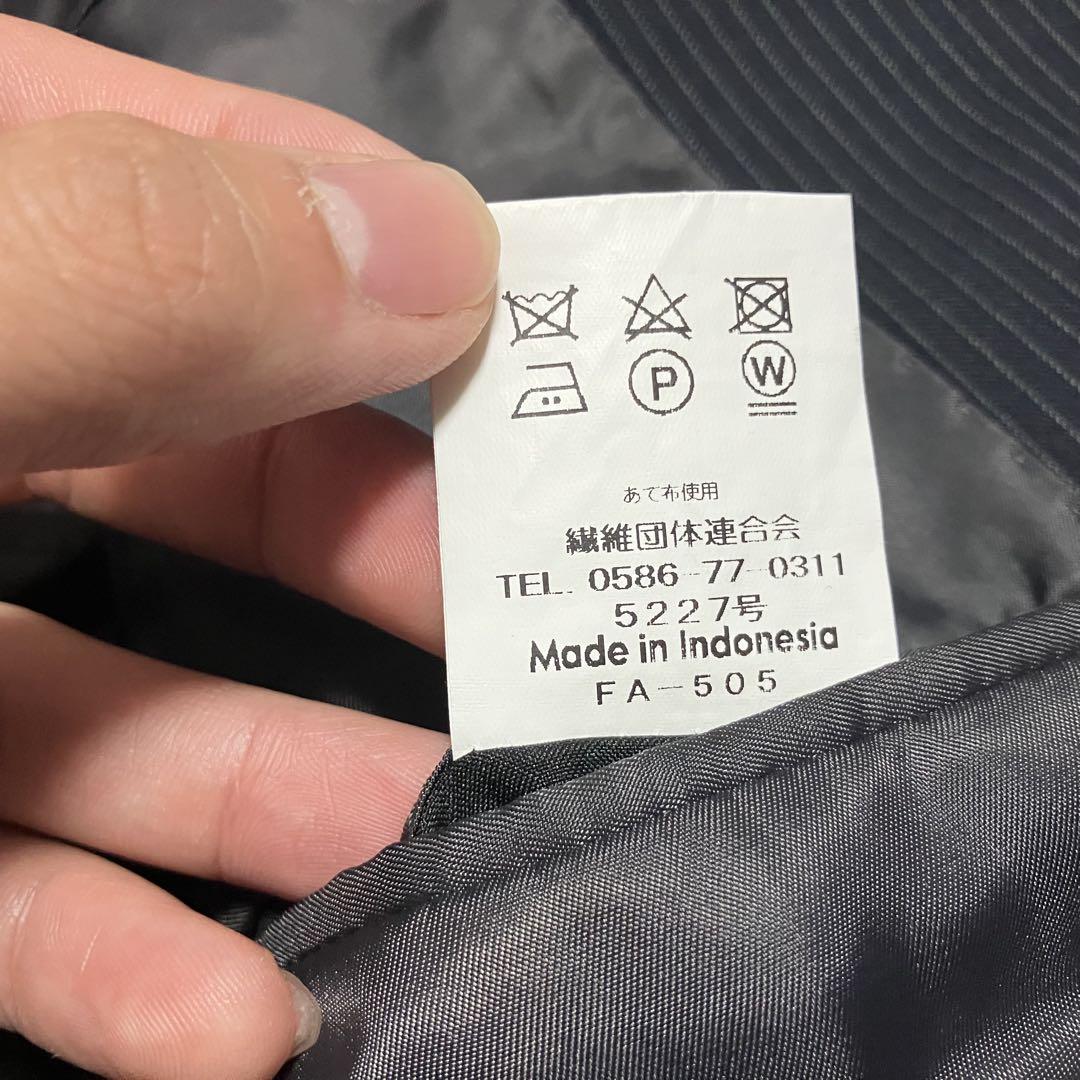 P W
あて布使用
繊維団体連合会
TEL. 0586-77-0311
5227号
Made in Indonesia
FA-505